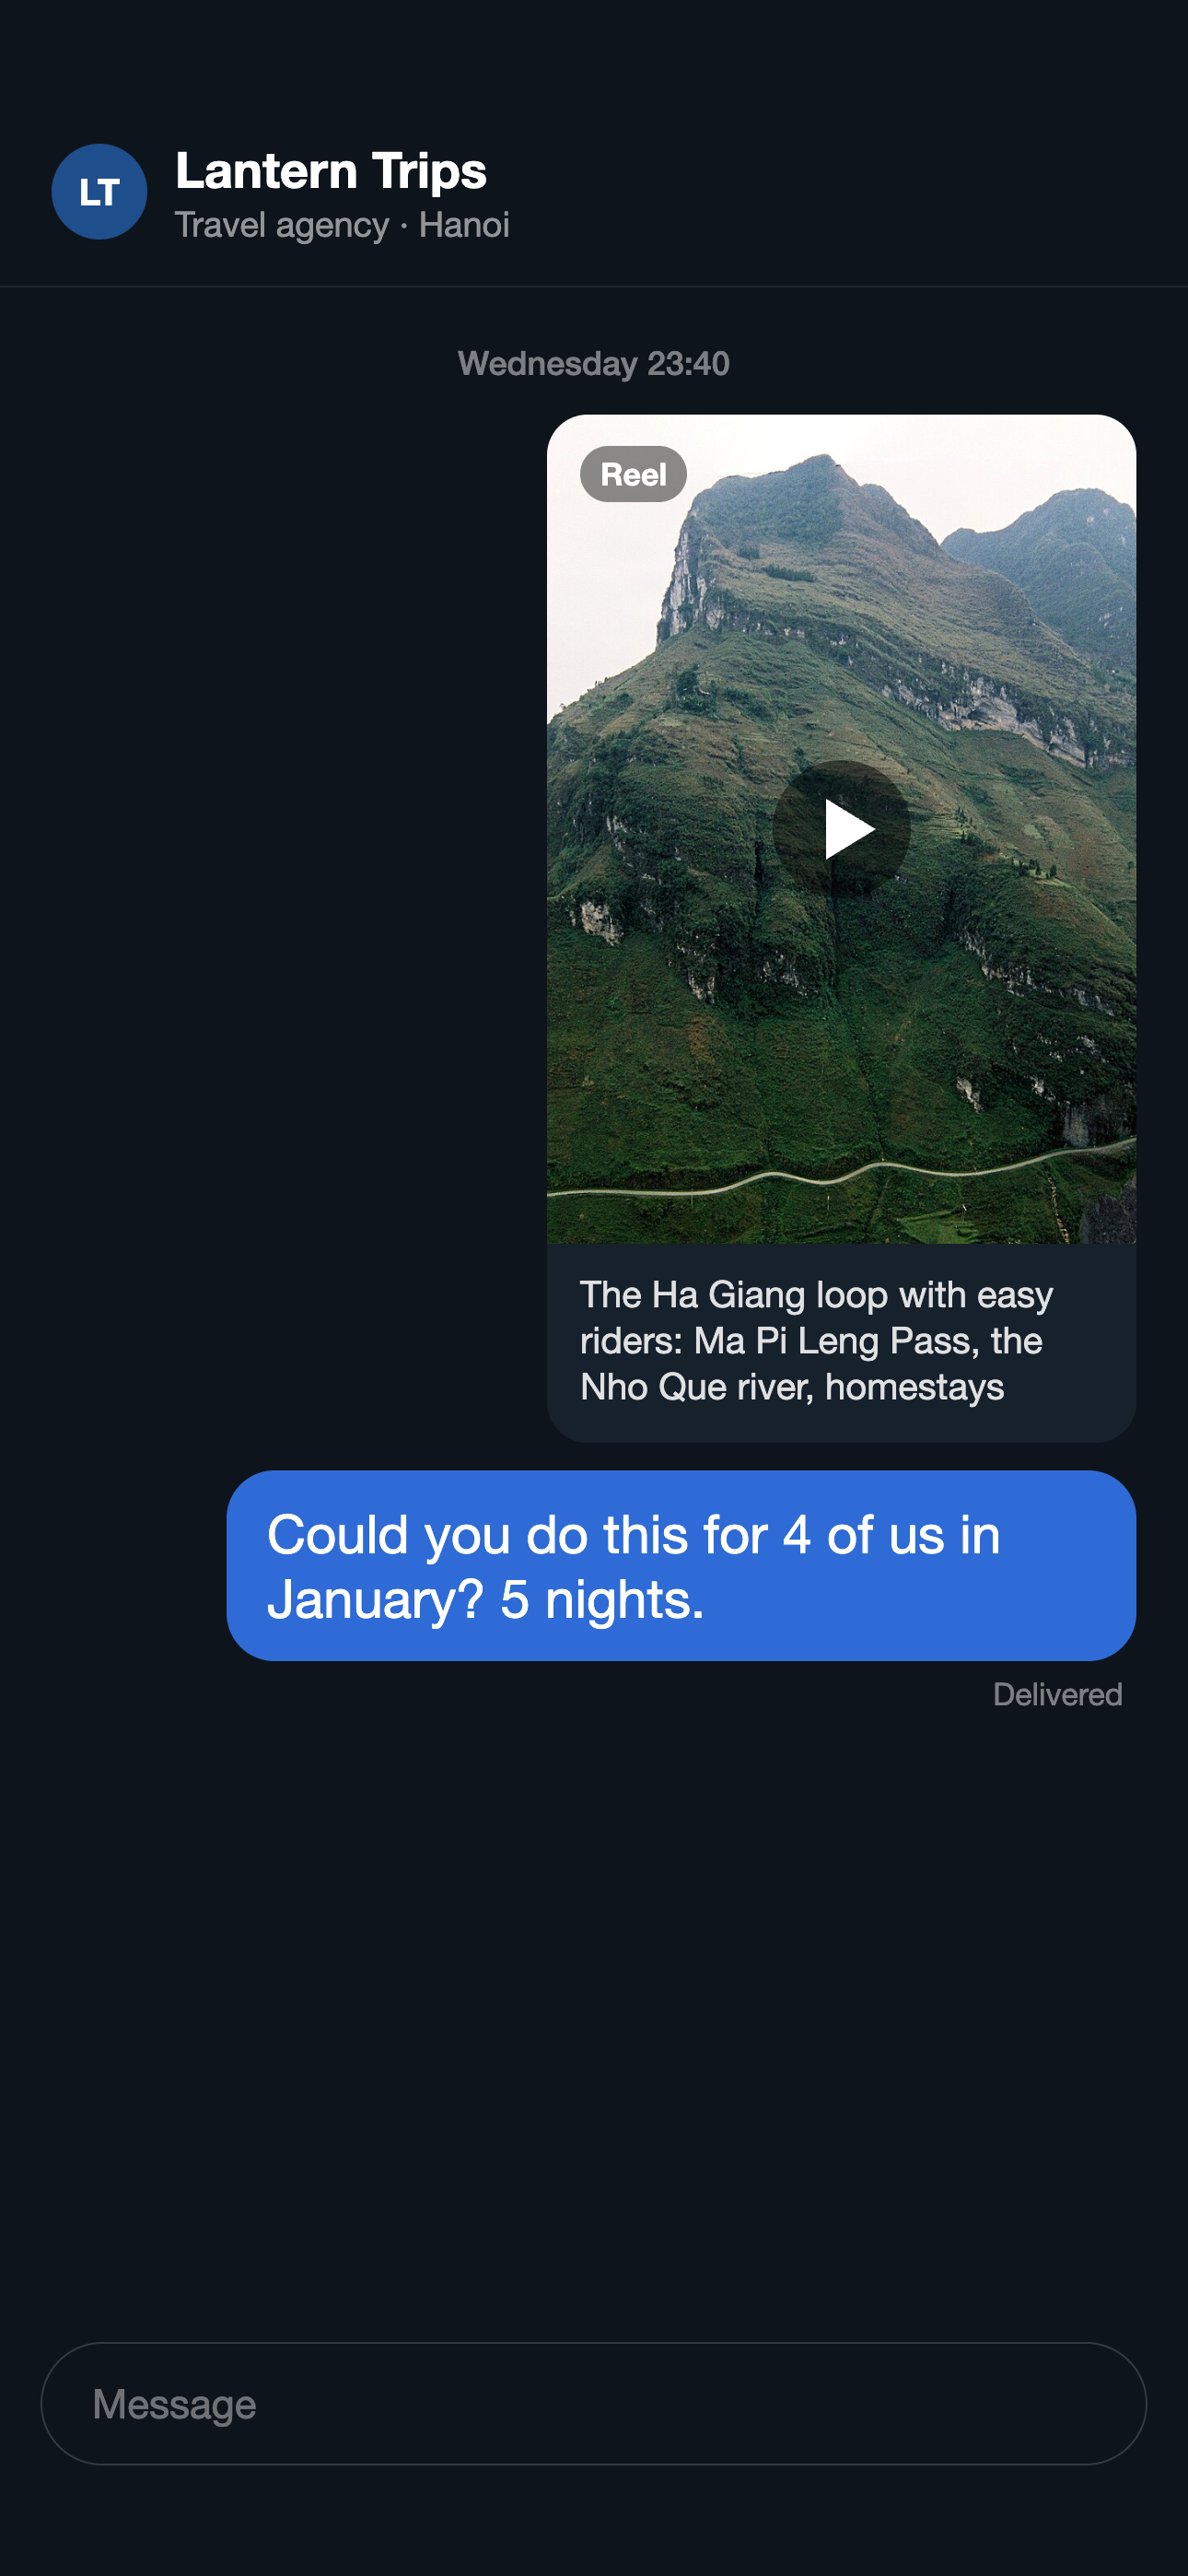 LT
Lantern Trips
Travel agency · Hanoi
Wednesday 23:40
Reel
The Ha Giang loop with easy
riders: Ma Pi Leng Pass, the
Nho Que river, homestays
Could you do this for 4 of us in
January? 5 nights.
Delivered
Message